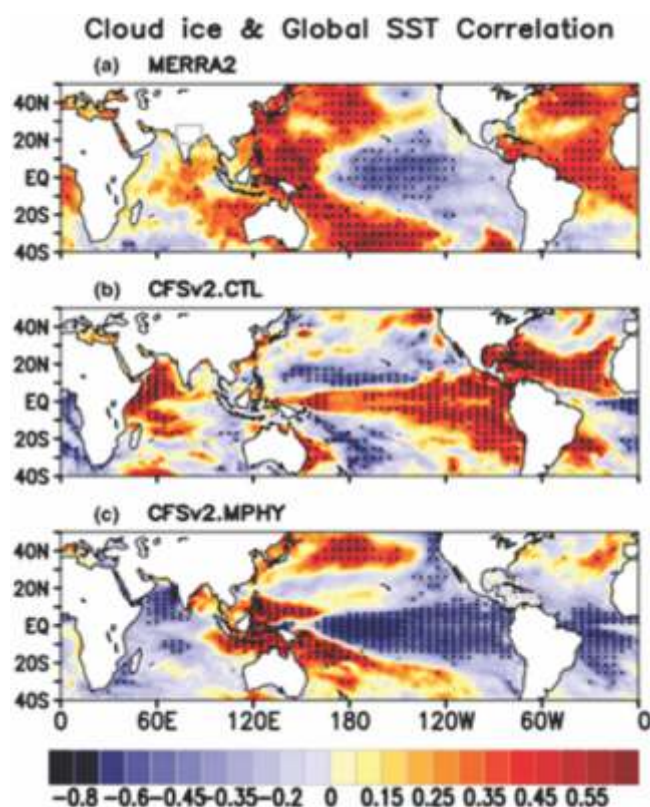 Cloud ice & Global SST Correlation
(a) MERRA2
40N
20N
EQ
20S
40S
(b) CFSv2.CTL
40N
20N
EQ
20S
40S
(c) CFSv2.MPHY
40N
20N
EQ
20S
40S
0 60E 120E 180 120W 60W 0
-0.8 -0.6 -0.45 -0.35 -0.2 0 0.15 0.25 0.35 0.45 0.55